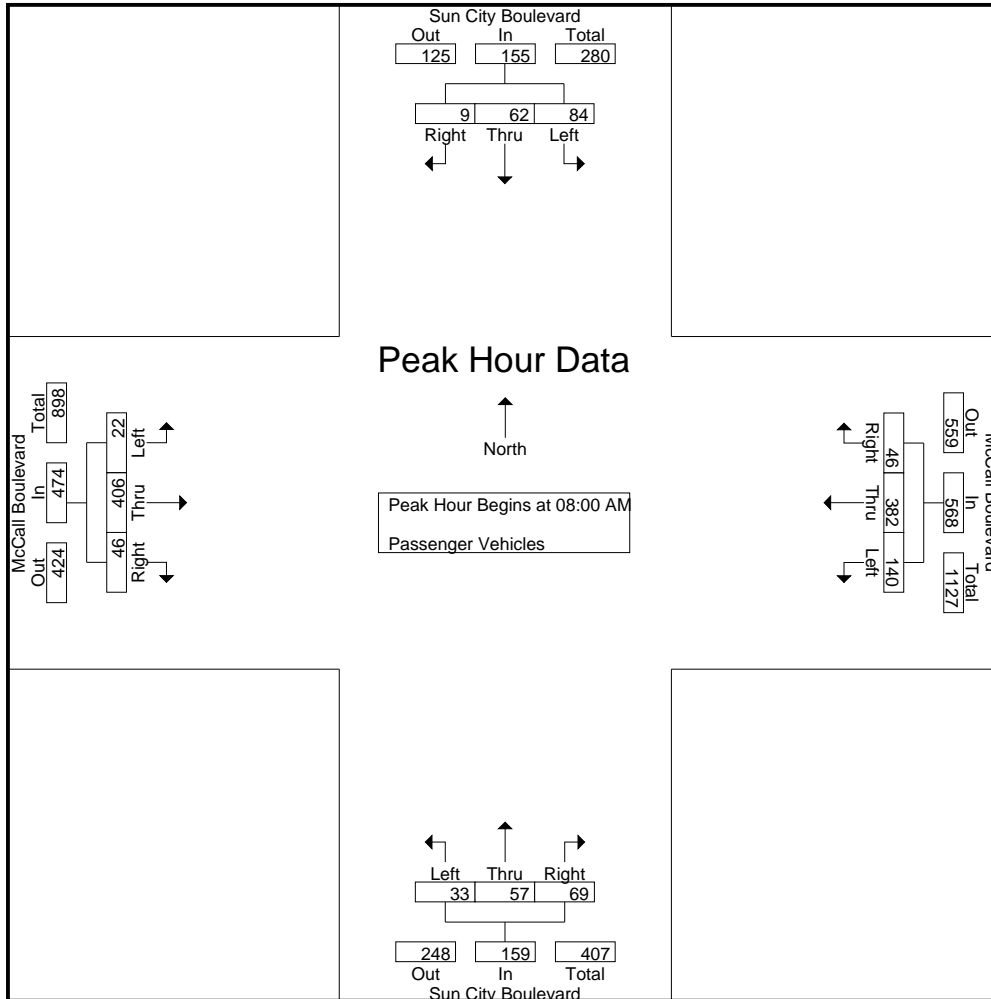 Sun City Boulevard
Out In Total
125 155 280
9 62 84
Right Thru Left
Peak Hour Data
North
Peak Hour Begins at 08:00 AM
Passenger Vehicles
McCall Boulevard
Out In Total
424 474 898
Right Thru Left
46 406 22
McCall Boulevard
Out In Total
559 568 1127
Right Thru Left
46 382 140
Left Thru Right
33 57 69
248 159 407
Out In Total
Sun City Boulevard